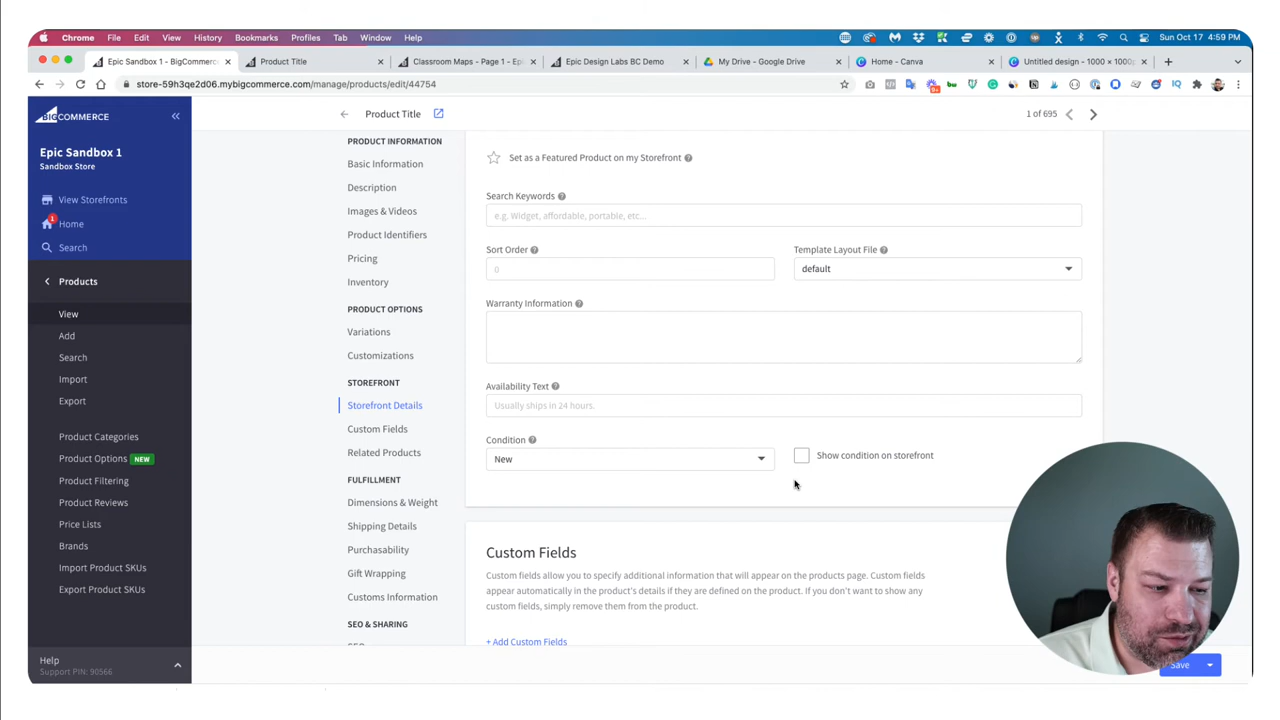 Chrome File Edit View History Bookmarks Profiles Tab Window Help Sun Oct 17 4:59 PM
Epic Sandbox 1 - BigCommerce Product Title Classroom Maps - Page 1 - Epi Epic Design Labs BC Demo My Drive - Google Drive Home - Canva Untitled design - 1000 × 1000p
store-59h3qe2d06.mybigcommerce.com/manage/products/edit/44754
BIGCOMMERCE
Epic Sandbox 1
Sandbox Store
View Storefronts
1
Home
Search
Products
View
Add
Search
Import
Export
Product Categories
Product Options NEW
Product Filtering
Product Reviews
Price Lists
Brands
Import Product SKUs
Export Product SKUs
Help
Support PIN: 90566
Product Title
1 of 695
PRODUCT INFORMATION
Basic Information
Description
Images & Videos
Product Identifiers
Pricing
Inventory
PRODUCT OPTIONS
Variations
Customizations
STOREFRONT
Storefront Details
Custom Fields
Related Products
FULFILLMENT
Dimensions & Weight
Shipping Details
Purchasability
Gift Wrapping
Customs Information
SEO & SHARING
Set as a Featured Product on my Storefront
Search Keywords
e.g. Widget, affordable, portable, etc...
Sort Order Template Layout File
0 default
Warranty Information
Availability Text
Usually ships in 24 hours.
Condition
New Show condition on storefront
Custom Fields
Custom fields allow you to specify additional information that will appear on the products page. Custom fields
appear automatically in the product's details if they are defined on the product. If you don't want to show any
custom fields, simply remove them from the product.
+ Add Custom Fields
Save